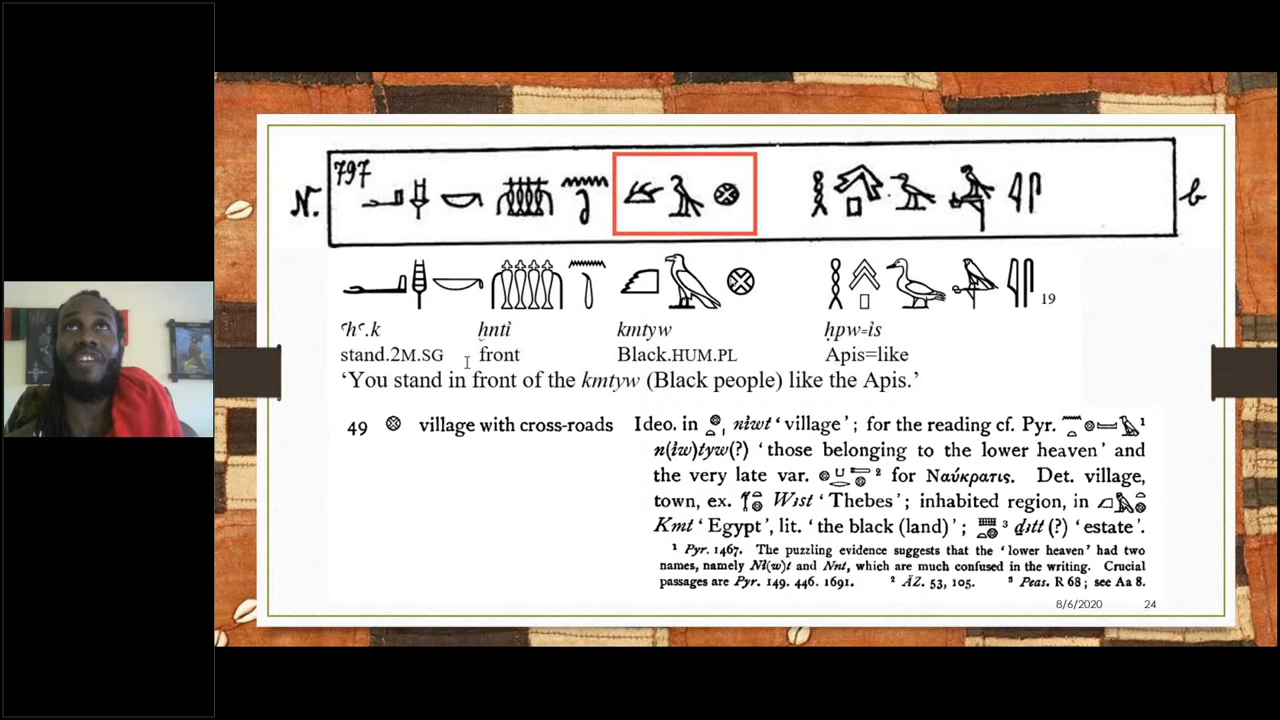 N. 797 b
19
ꜥḥꜥ.k ḫntἰ kmtyw ḥpw=ἰs
stand.2M.SG front Black.HUM.PL Apis=like
‘You stand in front of the kmtyw (Black people) like the Apis.’
49 village with cross-roads Ideo. in nἰwt ‘village’; for the reading cf. Pyr. 1
n(ἰw)tyw(?) ‘those belonging to the lower heaven’ and
the very late var. 2 for Ναύκρατις. Det. village,
town, ex. Wꜣst ‘Thebes’; inhabited region, in
Kmt ‘Egypt’, lit. ‘the black (land)’; 3 ḏꜣtt (?) ‘estate’.
1 Pyr. 1467. The puzzling evidence suggests that the ‘lower heaven’ had two
names, namely Nἰ(w)t and Nnt, which are much confused in the writing. Crucial
passages are Pyr. 149. 446. 1691. 2 ÄZ. 53, 105. 3 Peas. R 68; see Aa 8.
8/6/2020 24